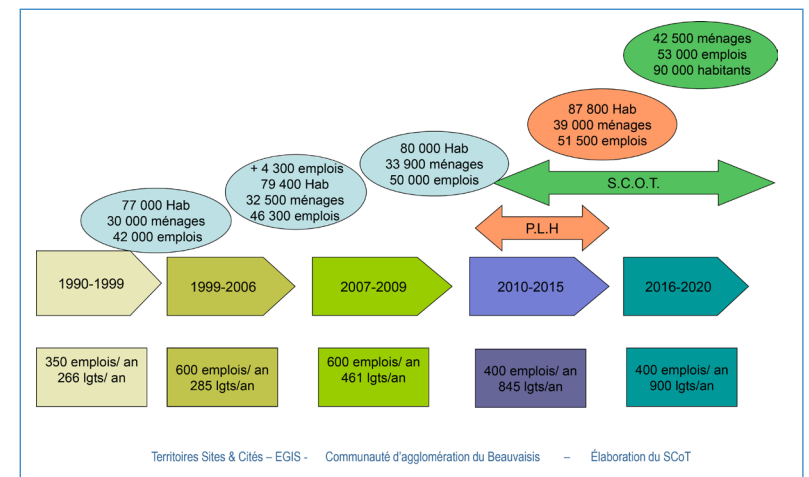 42 500 ménages
53 000 emplois
90 000 habitants
87 800 Hab
39 000 ménages
51 500 emplois
80 000 Hab
33 900 ménages
50 000 emplois
+ 4 300 emplois
79 400 Hab
32 500 ménages
46 300 emplois
77 000 Hab
30 000 ménages
42 000 emplois
S.C.O.T.
P.L.H
1990-1999
1999-2006
2007-2009
2010-2015
2016-2020
350 emplois/ an
266 lgts/ an
600 emplois/ an
285 lgts/an
600 emplois/ an
461 lgts/an
400 emplois/ an
845 lgts/an
400 emplois/ an
900 lgts/an
Territoires Sites & Cités – EGIS - Communauté d'agglomération du Beauvaisis – Élaboration du SCoT